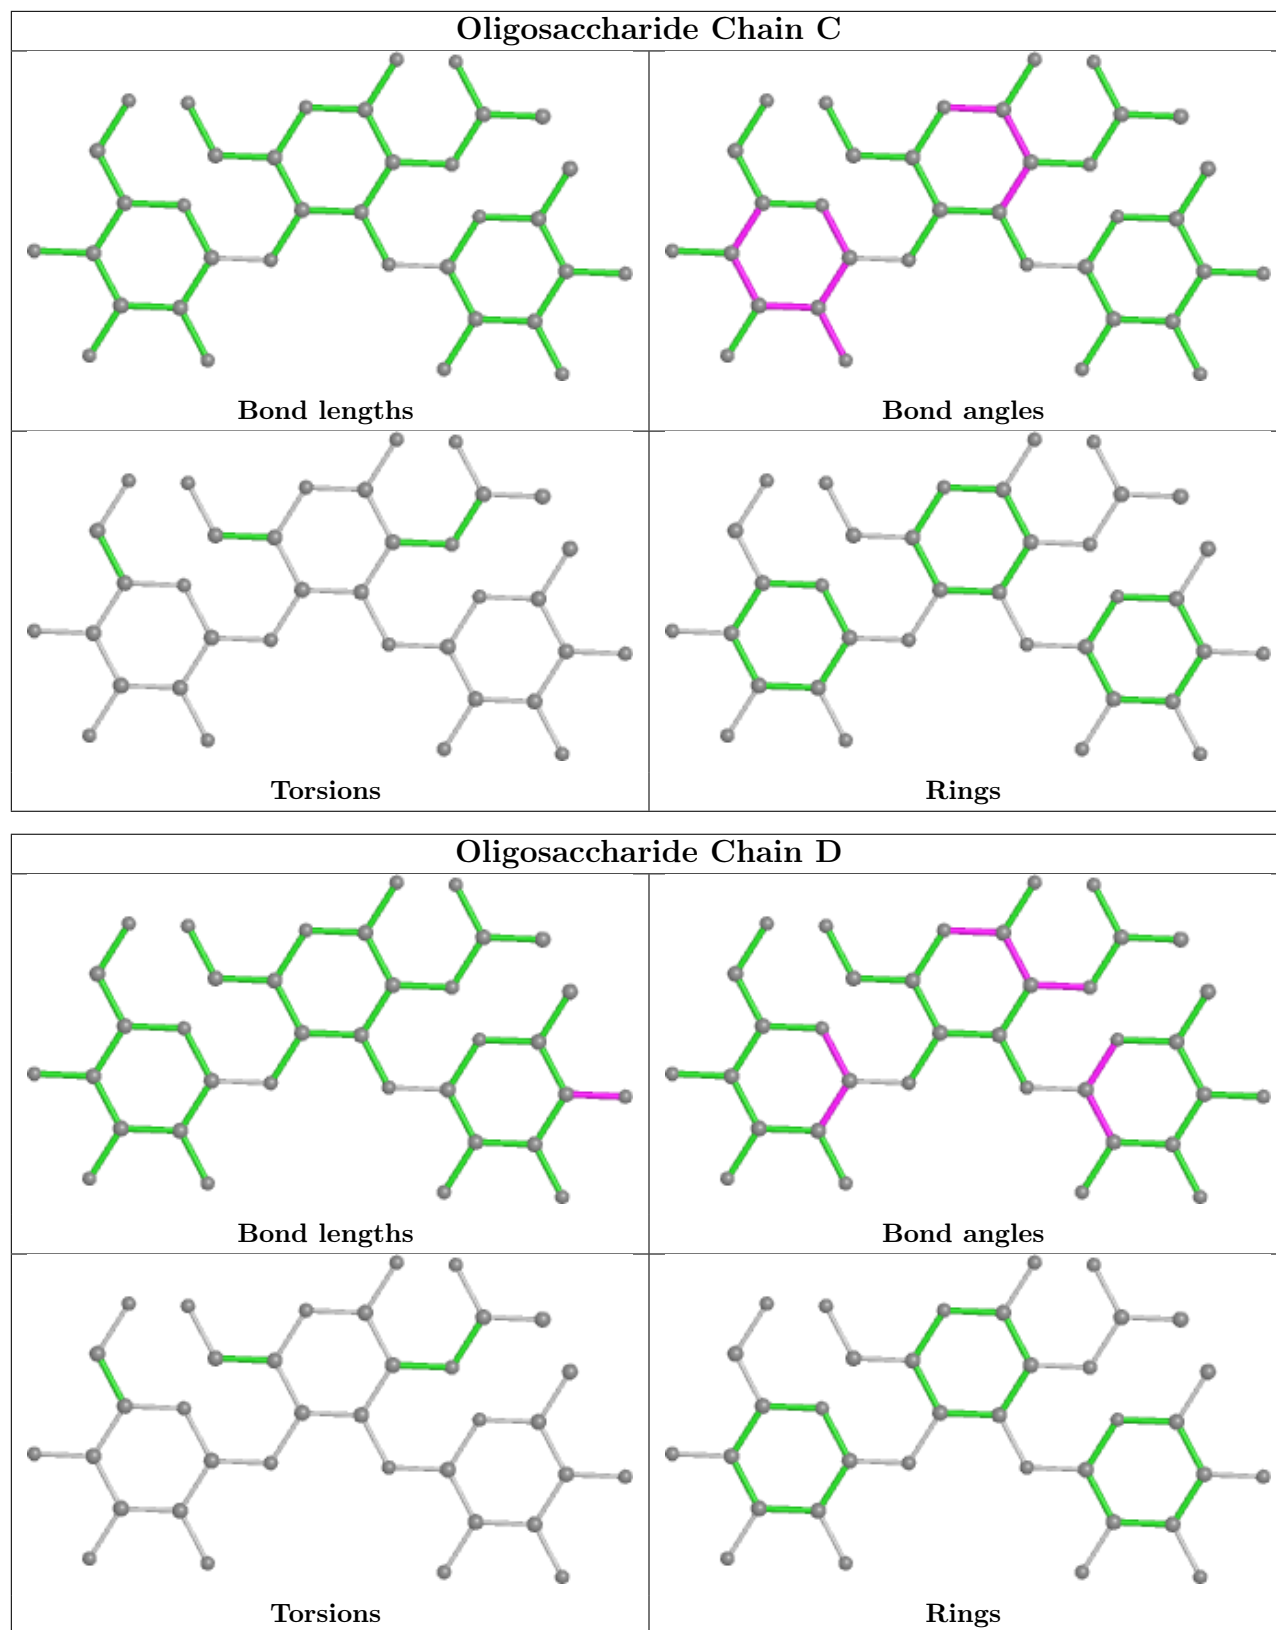 Oligosaccharide Chain C
Bond lengths
Bond angles
Torsions
Rings
Oligosaccharide Chain D
Bond lengths
Bond angles
Torsions
Rings